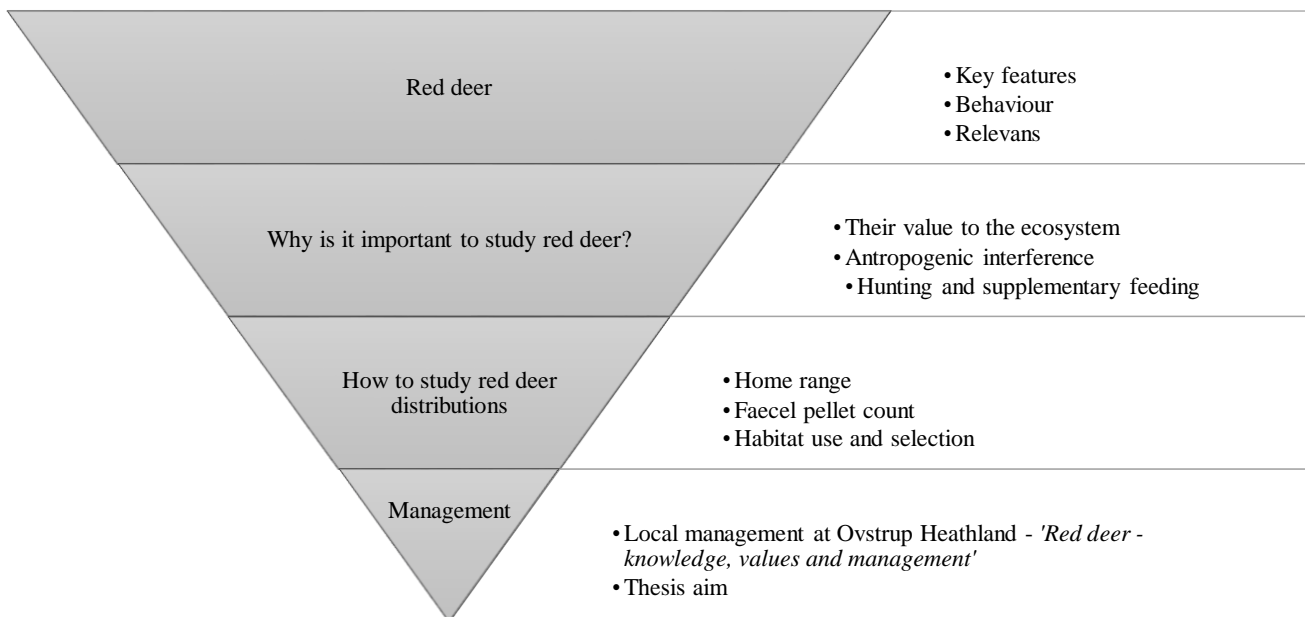 Red deer
• Key features
• Behaviour
• Relevans
Why is it important to study red deer?
• Their value to the ecosystem
• Antropogenic interference
• Hunting and supplementary feeding
How to study red deer
distributions
• Home range
• Faecel pellet count
• Habitat use and selection
Management
• Local management at Ovstrup Heathland - 'Red deer -
knowledge, values and management'
• Thesis aim